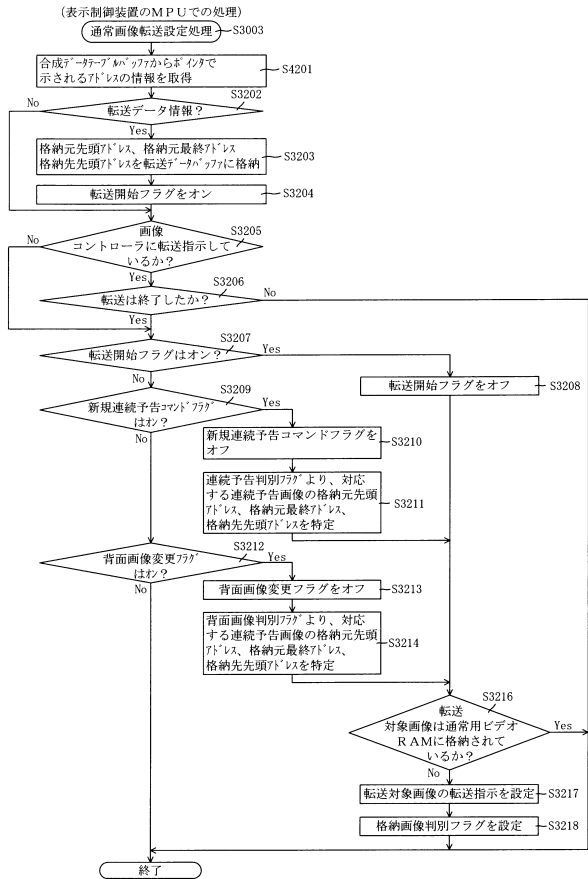 (表示制御装置のMPUでの処理)
通常画像転送設定処理
S3003
合成データテーブルバッファからポインタで
示されるアドレスの情報を取得
S4201
転送データ情報?
S3202
No
Yes
格納元先頭アドレス、格納元最終アドレス
格納先先頭アドレスを転送データバッファに格納
S3203
転送開始フラグをオン
S3204
画像
コントローラに転送指示して
いるか?
S3205
No
Yes
転送は終了したか?
S3206
No
Yes
転送開始フラグはオン?
S3207
Yes
No
転送開始フラグをオフ
S3208
新規連続予告コマンドフラグ
はオン?
S3209
Yes
No
新規連続予告コマンドフラグを
オフ
S3210
連続予告判別フラグより、対応
する連続予告画像の格納元先頭
アドレス、格納元最終アドレス、
格納先先頭アドレスを特定
S3211
背面画像変更フラグ
はオン?
S3212
Yes
No
背面画像変更フラグをオフ
S3213
背面画像判別フラグより、対応
する連続予告画像の格納元先頭
アドレス、格納元最終アドレス、
格納先先頭アドレスを特定
S3214
転送
対象画像は通常用ビデオ
RAMに格納されて
いるか?
S3216
Yes
No
転送対象画像の転送指示を設定
S3217
格納画像判別フラグを設定
S3218
終了